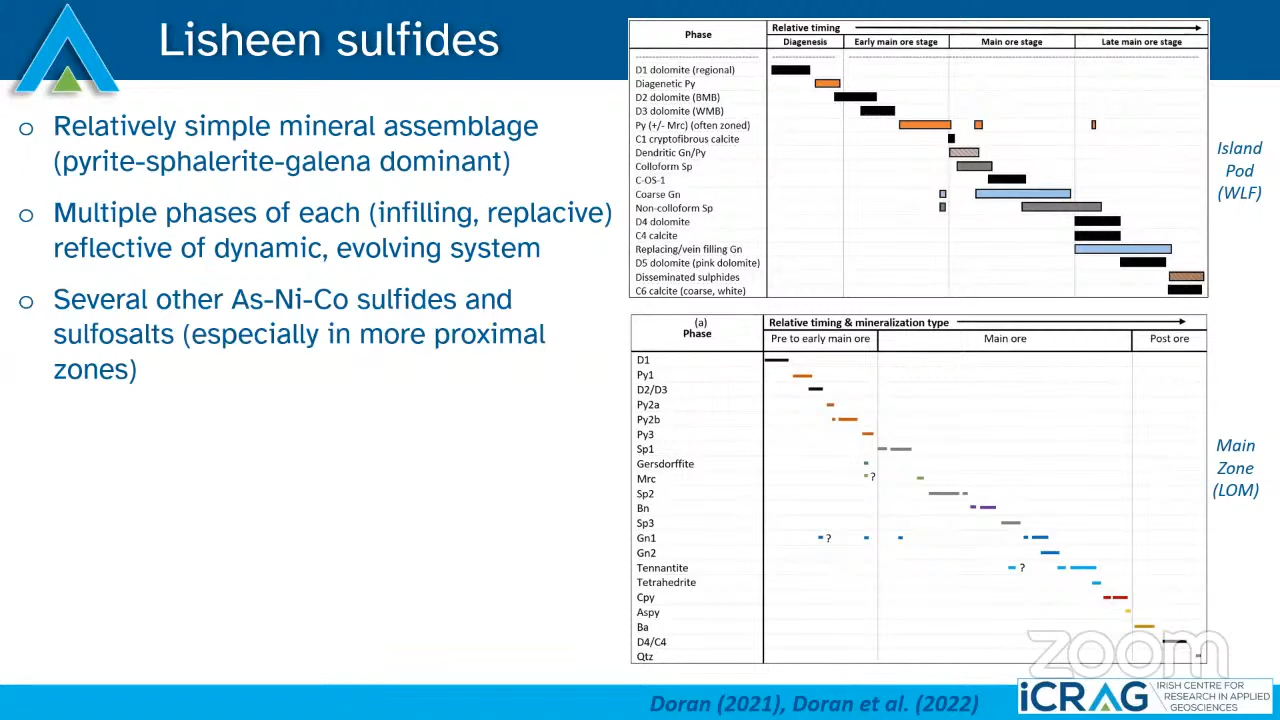 Lisheen sulfides
o Relatively simple mineral assemblage
(pyrite-sphalerite-galena dominant)
o Multiple phases of each (infilling, replacive)
reflective of dynamic, evolving system
o Several other As-Ni-Co sulfides and
sulfosalts (especially in more proximal
zones)
Phase
Relative timing
Diagenesis Early main ore stage Main ore stage Late main ore stage
D1 dolomite (regional)
Diagenetic Py
D2 dolomite (BMB)
D3 dolomite (WMB)
Py (+/- Mrc) (often zoned)
C1 cryptofibrous calcite
Dendritic Gn/Py
Colloform Sp
C-OS-1
Coarse Gn
Non-colloform Sp
D4 dolomite
C4 calcite
Replacing/vein filling Gn
D5 dolomite (pink dolomite)
Disseminated sulphides
C6 calcite (coarse, white)
Island
Pod
(WLF)
(a)
Phase
Relative timing & mineralization type
Pre to early main ore Main ore Post ore
D1
Py1
D2/D3
Py2a
Py2b
Py3
Sp1
Gersdorffite
Mrc ?
Sp2
Bn
Sp3
Gn1 ?
Gn2
Tennantite ?
Tetrahedrite
Cpy
Aspy
Ba
D4/C4
Qtz
Main
Zone
(LOM)
zoom
Doran (2021), Doran et al. (2022)
iCRAG
IRISH CENTRE FOR
RESEARCH IN APPLIED
GEOSCIENCES